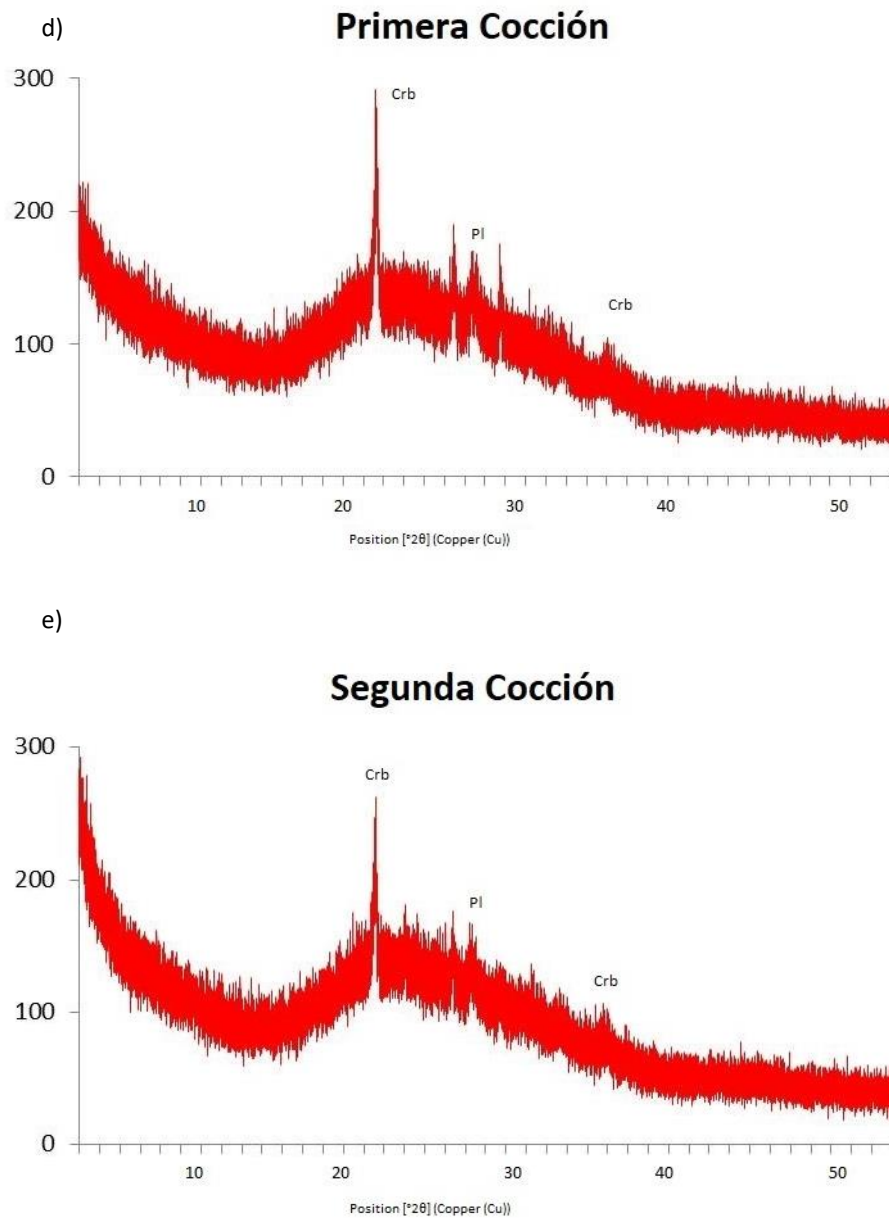 d)
Primera Cocción
300
Crb
200
Pl
Crb
100
0
10 20 30 40 50
Position [°2θ] (Copper (Cu))
e)
Segunda Cocción
300
Crb
200
Pl
Crb
100
0
10 20 30 40 50
Position [°2θ] (Copper (Cu))